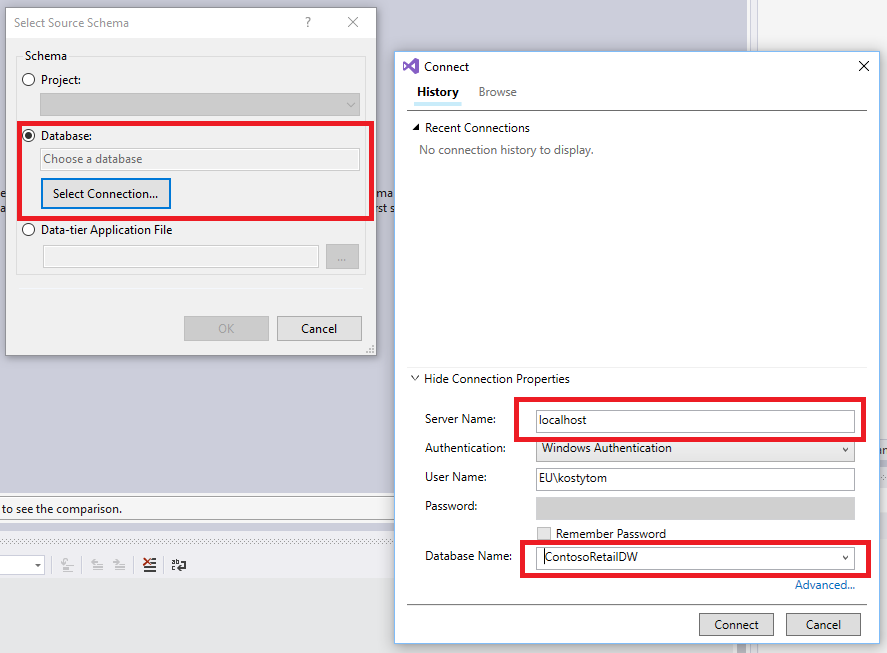 Select Source Schema ?
Schema
Project:
Database:
Choose a database
Select Connection...
Data-tier Application File
...
OK Cancel
ma
rst s
to see the comparison.
Connect
History Browse
Recent Connections
No connection history to display.
Hide Connection Properties
Server Name: localhost
Authentication: Windows Authentication
User Name: EU\kostytom
Password:
Remember Password
Database Name: ContosoRetailDW
Advanced...
Connect Cancel